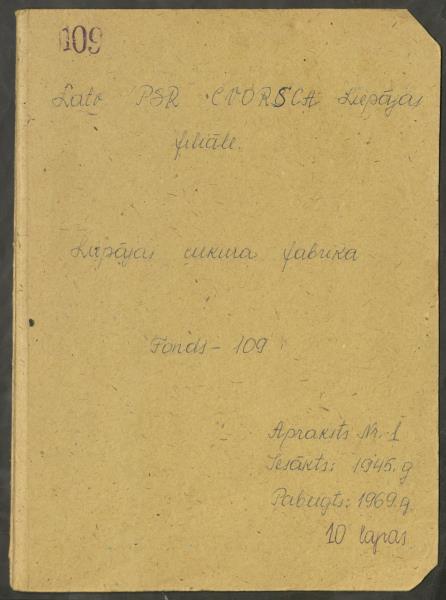 109
Latv PSR CVORSCA Liepājas
filiāle.
Liepājas cukura fabrika
Fonds - 109
Apraksts Nr. 1
Iesākts: 1945.g
Pabeigts: 1969.g.
10 lapas